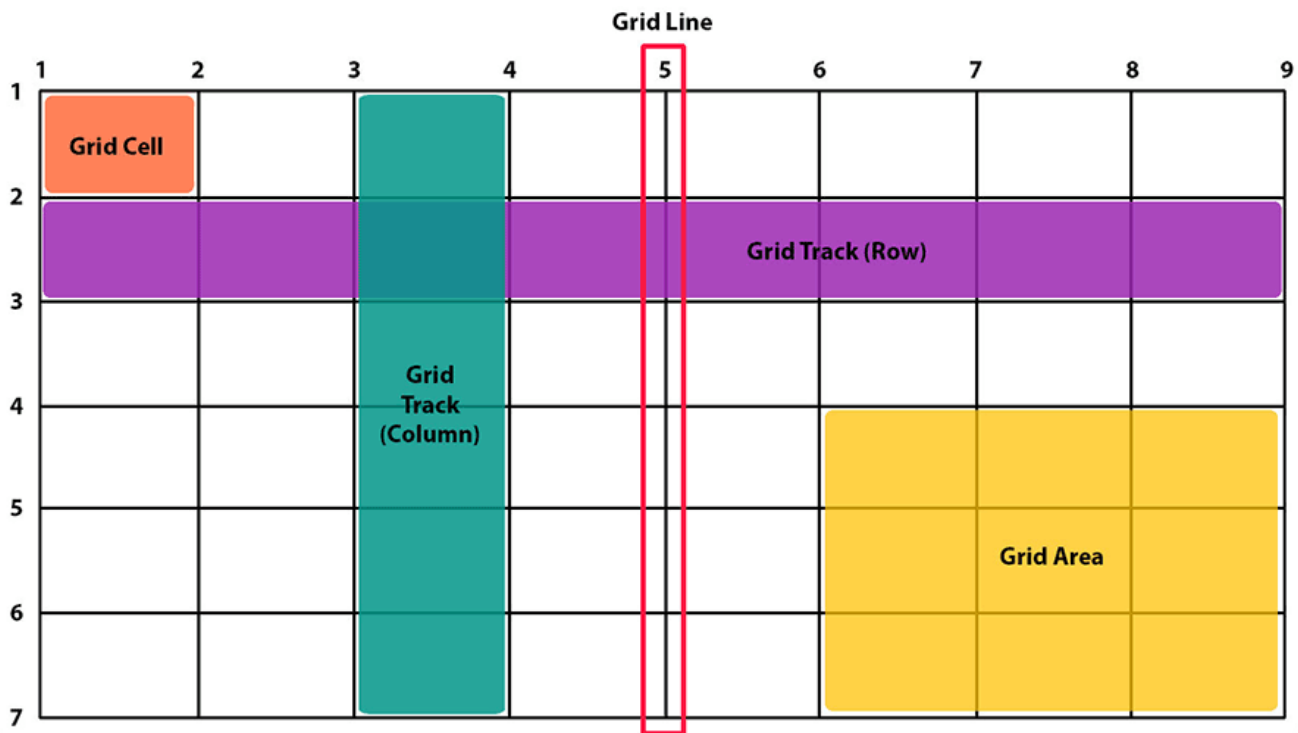 Grid Line
1 2 3 4 5 6 7 8 9
1
Grid Cell
2
Grid Track (Row)
3
Grid
Track
(Column)
4
5
Grid Area
6
7